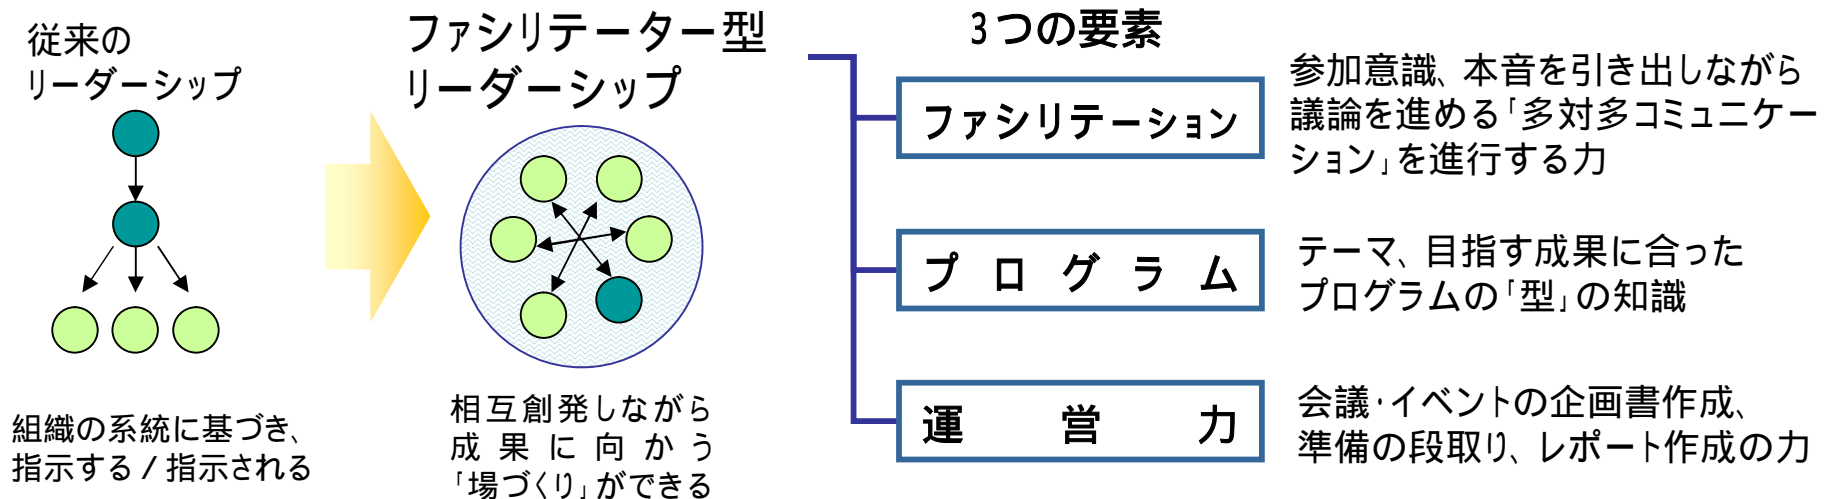 従来の
リーダーシップ
組織の系統に基づき、
指示する / 指示される
ファシリテーター型
リーダーシップ
相互創発しながら
成果に向かう
「場づくり」ができる
3つの要素
ファシリテーション
参加意識、本音を引き出しながら
議論を進める「多対多コミュニケー
ション」を進行する力
プログラム
テーマ、目指す成果に合った
プログラムの「型」の知識
運営力
会議・イベントの企画書作成、
準備の段取り、レポート作成の力